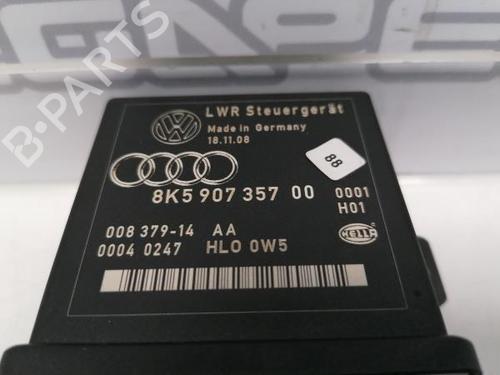 LWR Steuergerät
Made in Germany
18.11.08
88
8K5 907 357 00 0001
H01
008 379-14 AA
0004 0247 HLO 0W5
HELLA
B-PARTS